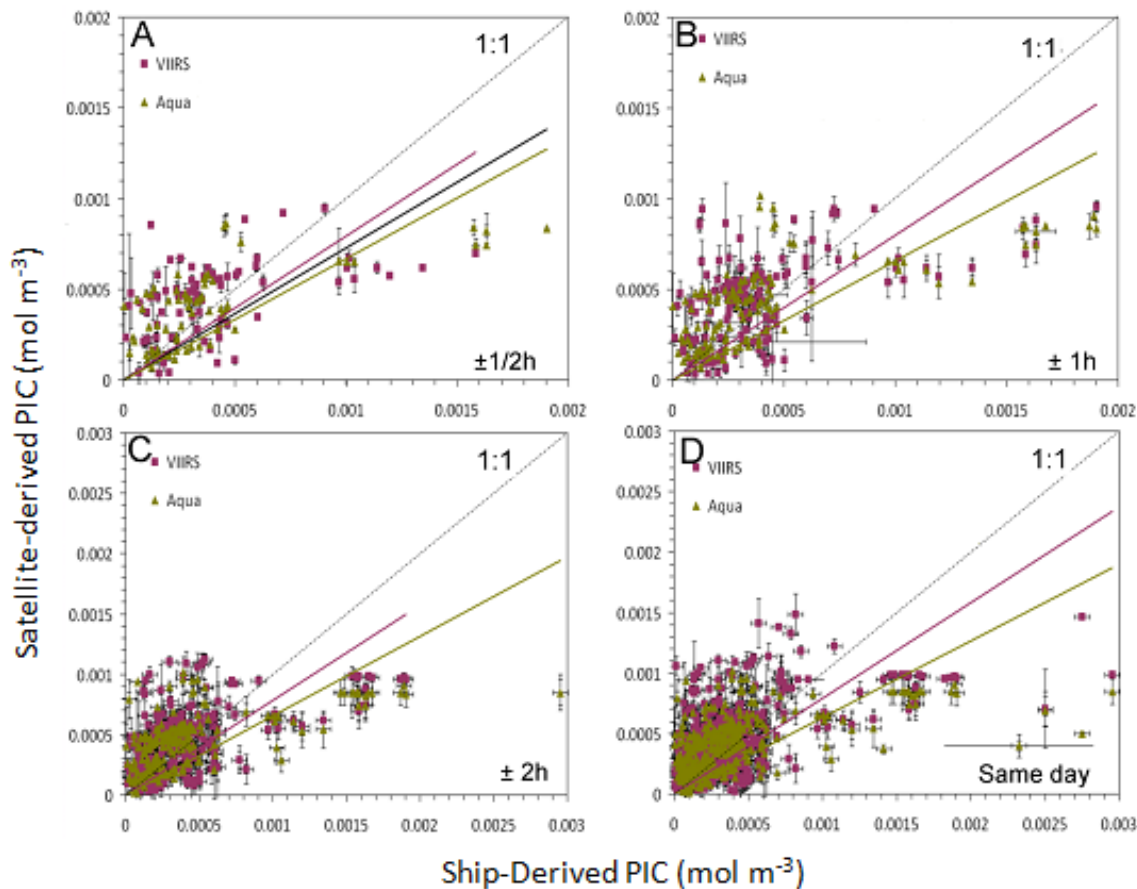 Satellite-derived PIC (mol m⁻³)
A
1:1
VIIRS
Aqua
±1/2h
0.002
0.0015
0.001
0.0005
0
0 0.0005 0.001 0.0015 0.002
B
1:1
VIIRS
Aqua
± 1h
0.002
0.0015
0.001
0.0005
0
0 0.0005 0.001 0.0015 0.002
C
1:1
VIIRS
Aqua
± 2h
0.003
0.0025
0.002
0.0015
0.001
0.0005
0
0 0.0005 0.001 0.0015 0.002 0.0025 0.003
D
1:1
VIIRS
Aqua
Same day
0.003
0.0025
0.002
0.0015
0.001
0.0005
0
0 0.0005 0.001 0.0015 0.002 0.0025 0.003
Ship-Derived PIC (mol m⁻³)